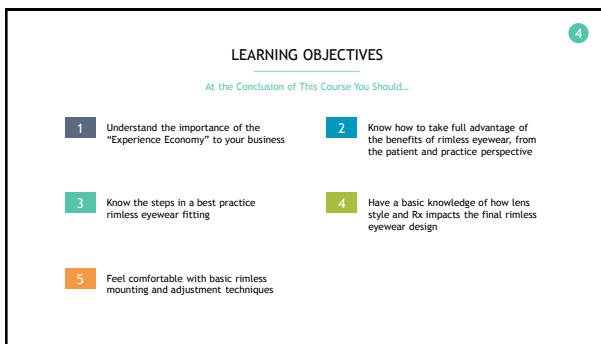 4
LEARNING OBJECTIVES
At the Conclusion of This Course You Should...
1
Understand the importance of the
"Experience Economy" to your business
2
Know how to take full advantage of
the benefits of rimless eyewear, from
the patient and practice perspective
3
Know the steps in a best practice
rimless eyewear fitting
4
Have a basic knowledge of how lens
style and Rx impacts the final rimless
eyewear design
5
Feel comfortable with basic rimless
mounting and adjustment techniques